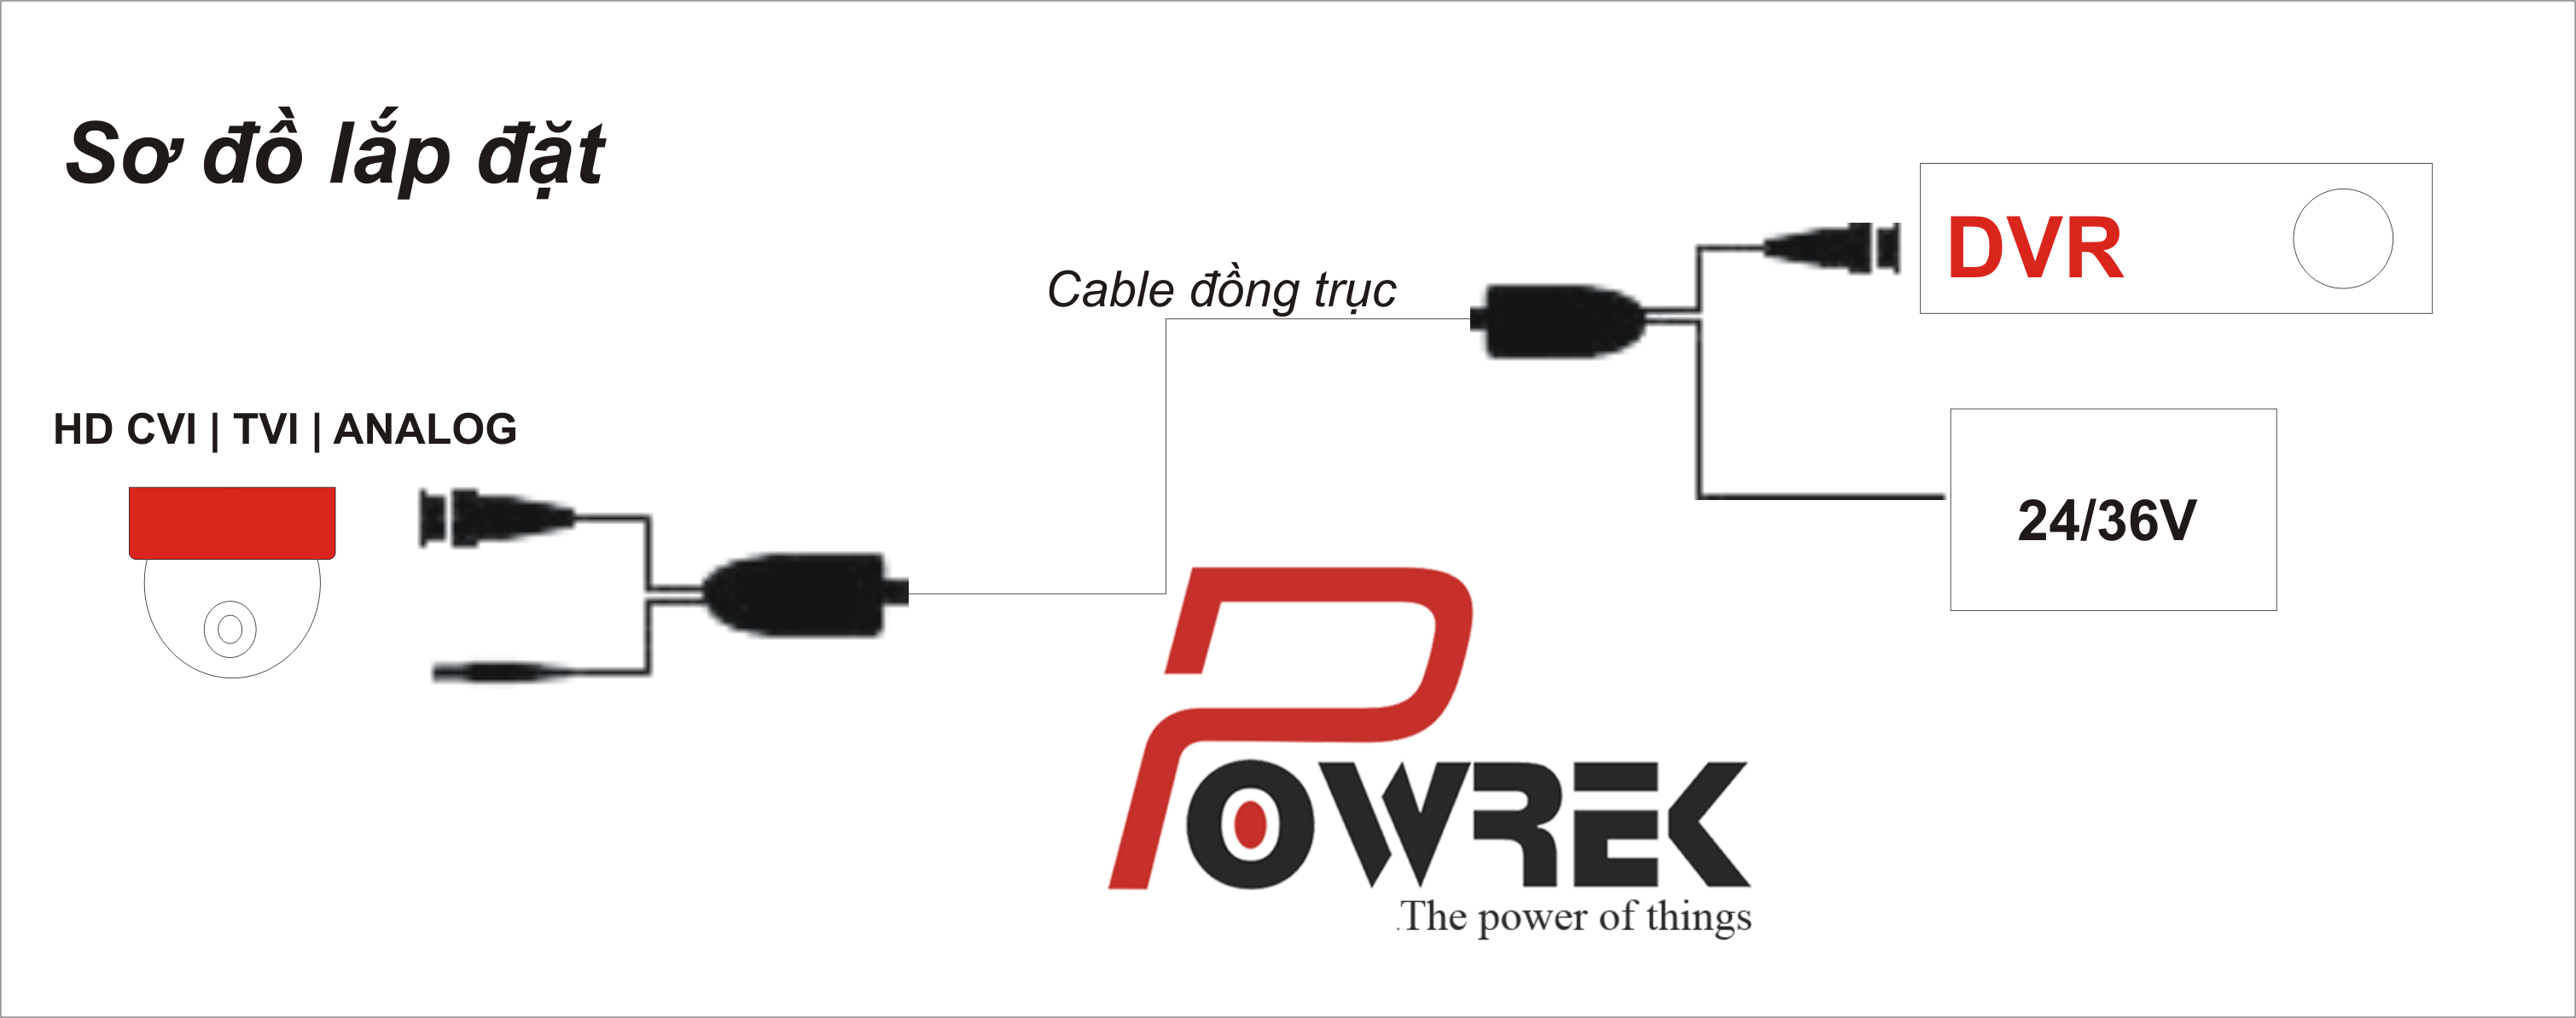 Sơ đồ lắp đặt
DVR
Cable đồng trục
HD CVI | TVI | ANALOG
24/36V
POWREK
.The power of things